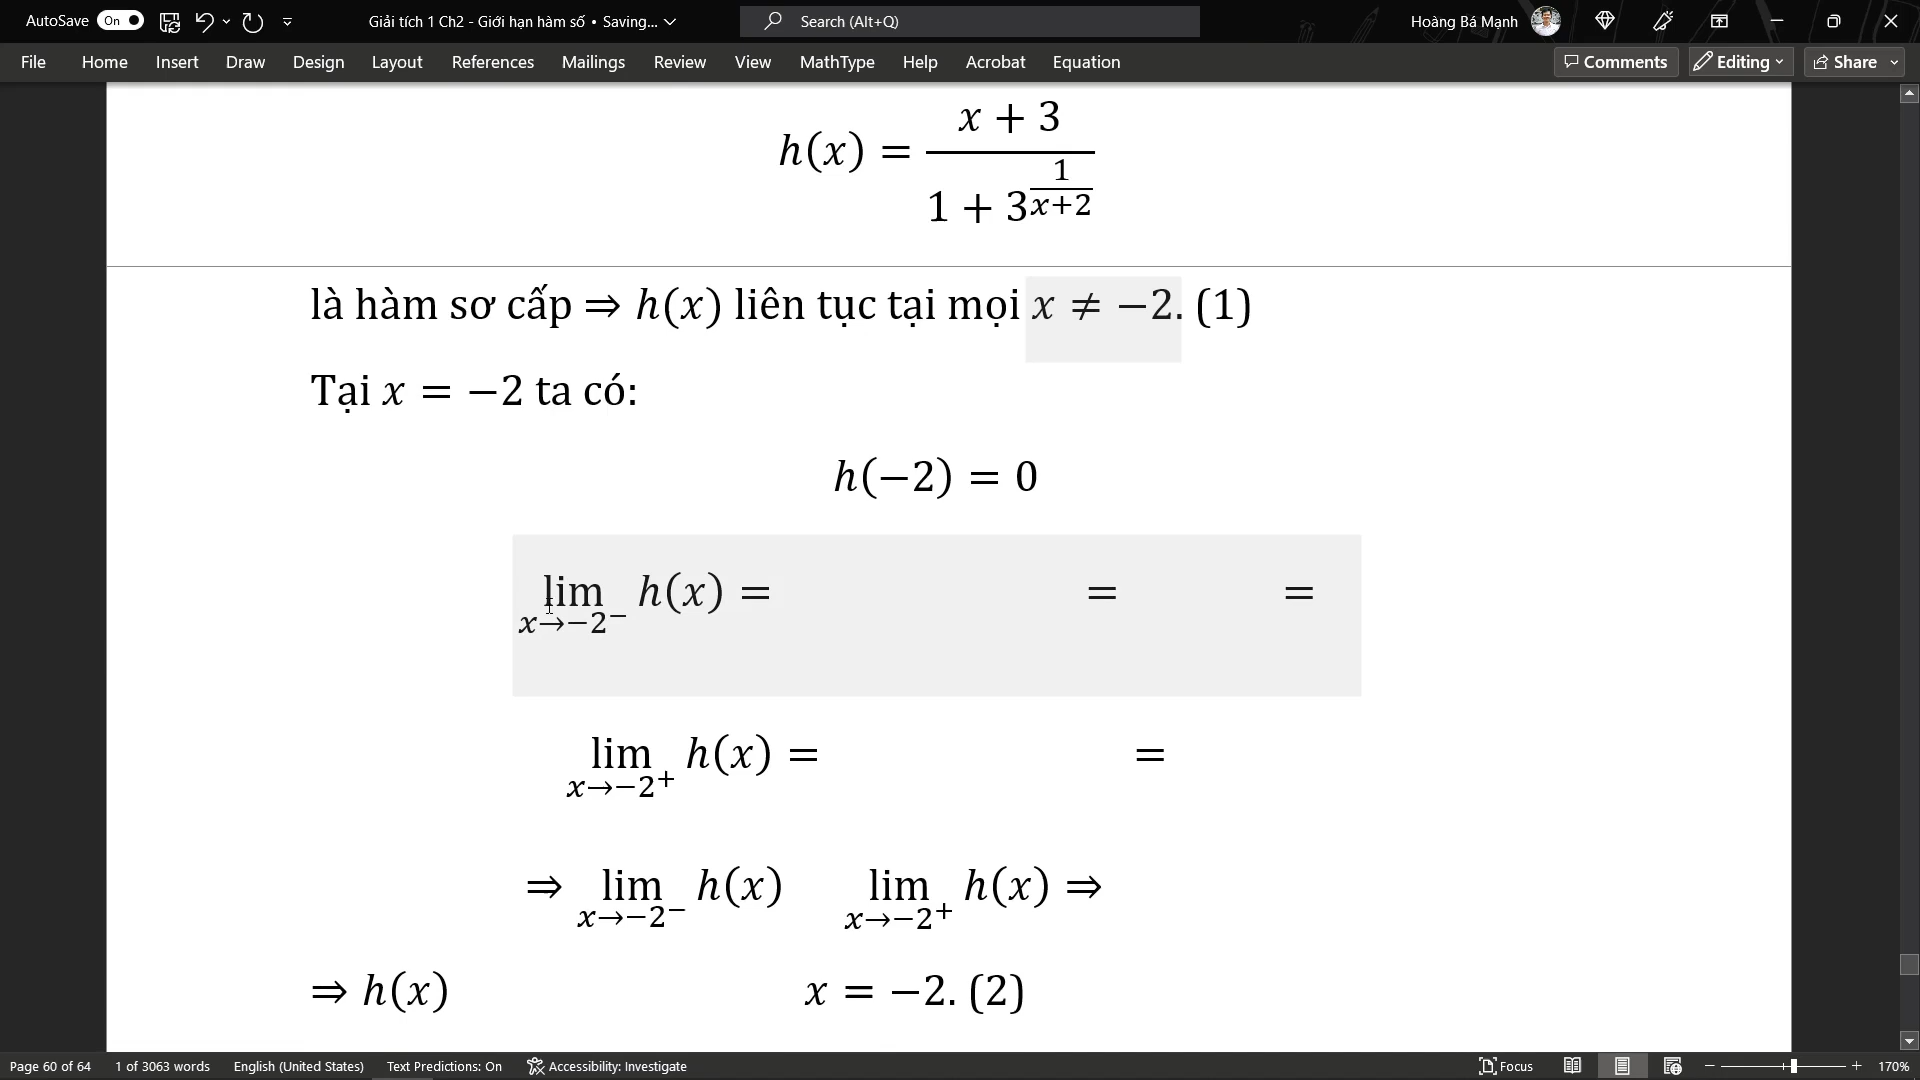 AutoSave On Giải tích 1 Ch2 - Giới hạn hàm số • Saving... Search (Alt+Q) Hoàng Bá Mạnh
File Home Insert Draw Design Layout References Mailings Review View MathType Help Acrobat Equation Comments Editing Share
h(x) = \frac{x + 3}{1 + 3^{\frac{1}{x+2}}}
là hàm sơ cấp ⇒ h(x) liên tục tại mọi x ≠ −2. (1)
Tại x = −2 ta có:
h(−2) = 0
lim_{x→−2⁻} h(x) = = =
lim_{x→−2⁺} h(x) = =
⇒ lim_{x→−2⁻} h(x) lim_{x→−2⁺} h(x) ⇒
⇒ h(x) x = −2. (2)
Page 60 of 64 1 of 3063 words English (United States) Text Predictions: On Accessibility: Investigate Focus 170%